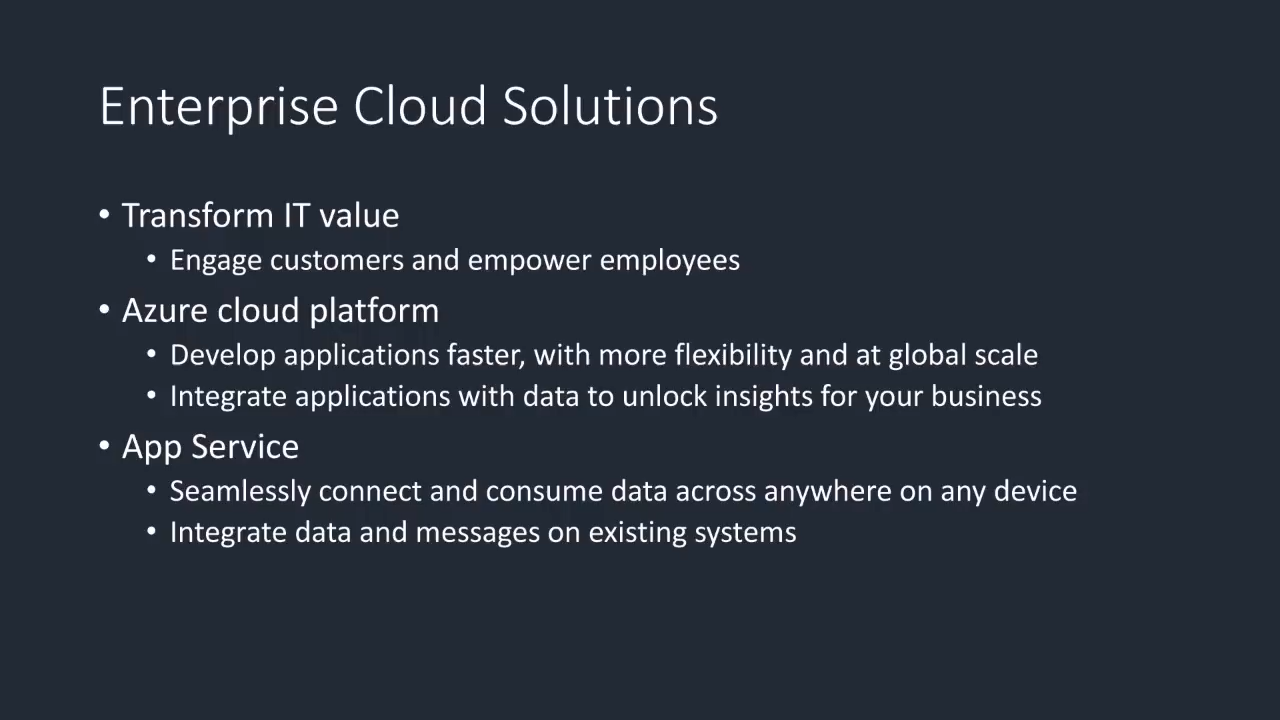 Enterprise Cloud Solutions
• Transform IT value
• Engage customers and empower employees
• Azure cloud platform
• Develop applications faster, with more flexibility and at global scale
• Integrate applications with data to unlock insights for your business
• App Service
• Seamlessly connect and consume data across anywhere on any device
• Integrate data and messages on existing systems